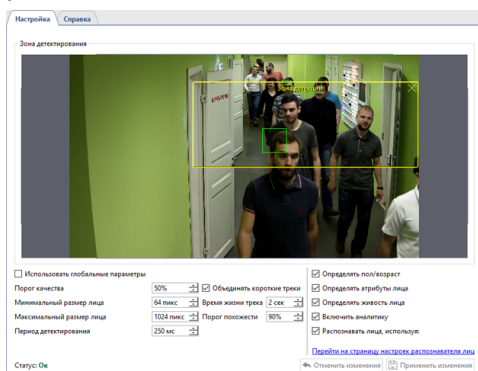 Настройка Справка
Зона детектирования
Зона детекции
Использовать глобальные параметры
Порог качества 50% Объединять короткие треки
Минимальный размер лица 64 пикс Время жизни трека 2 сек
Максимальный размер лица 1024 пикс Порог похожести 90%
Период детектирования 250 мс
Определять пол/возраст
Определять атрибуты лица
Определять живость лица
Включить аналитику
Распознавать лица, используя
Перейти на страницу настроек распознавателя лиц
Статус: Ок
Отменить изменения Применить изменения